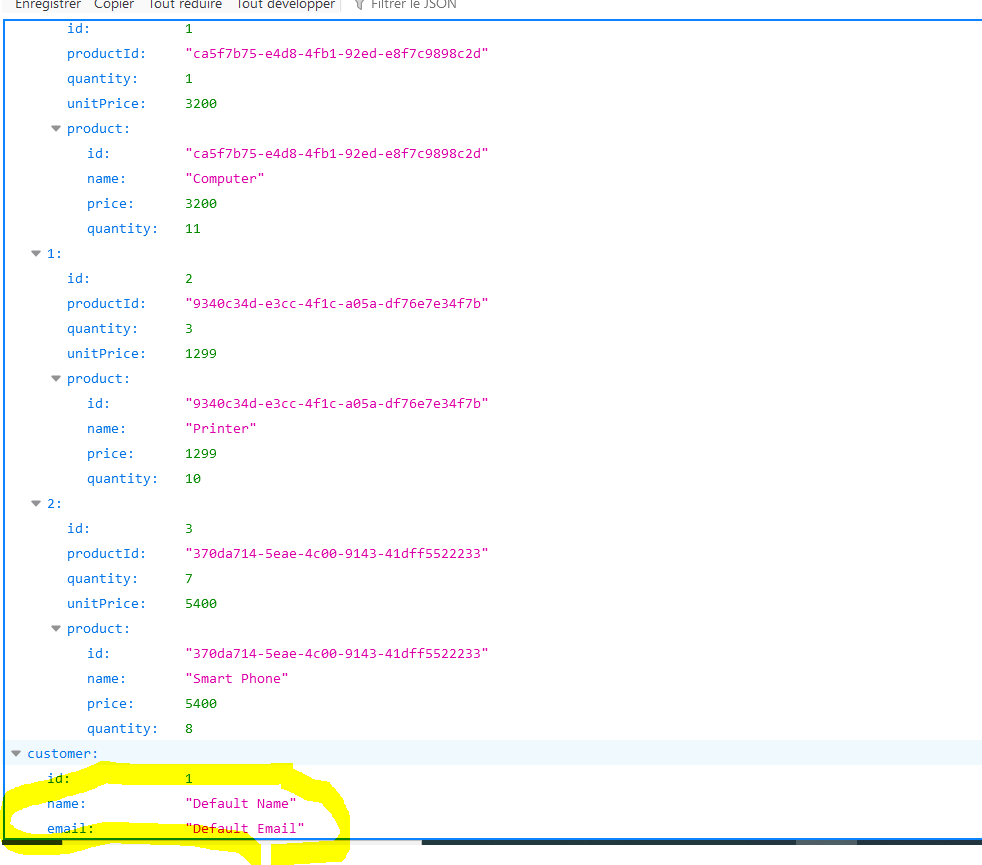 Enregistrer Copier Tout réduire Tout développer Filtrer le JSON
id: 1
productId: "ca5f7b75-e4d8-4fb1-92ed-e8f7c9898c2d"
quantity: 1
unitPrice: 3200
product:
id: "ca5f7b75-e4d8-4fb1-92ed-e8f7c9898c2d"
name: "Computer"
price: 3200
quantity: 11
1:
id: 2
productId: "9340c34d-e3cc-4f1c-a05a-df76e7e34f7b"
quantity: 3
unitPrice: 1299
product:
id: "9340c34d-e3cc-4f1c-a05a-df76e7e34f7b"
name: "Printer"
price: 1299
quantity: 10
2:
id: 3
productId: "370da714-5eae-4c00-9143-41dff5522233"
quantity: 7
unitPrice: 5400
product:
id: "370da714-5eae-4c00-9143-41dff5522233"
name: "Smart Phone"
price: 5400
quantity: 8
customer:
id: 1
name: "Default Name"
email: "Default Email"